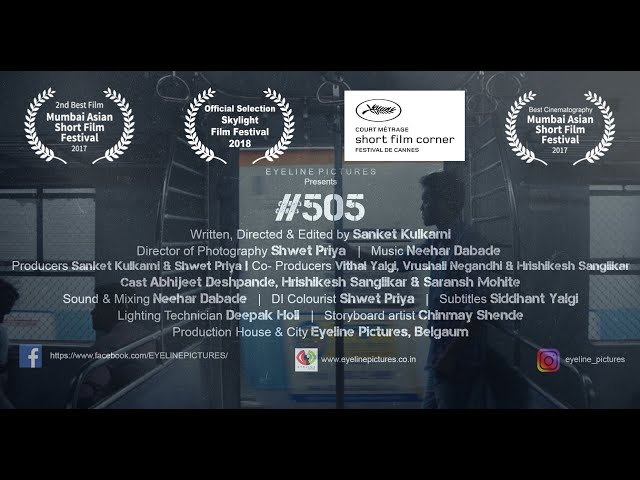 2nd Best Film
Mumbai Asian
Short Film
Festival
2017
Official Selection
Skylight
Film Festival
2018
COURT MÉTRAGE
short film corner
FESTIVAL DE CANNES
Best Cinematography
Mumbai Asian
Short Film
Festival
2017
EYELINE PICTURES
Presents
#505
Written, Directed & Edited by Sanket Kulkarni
Director of Photography Shwet Priya | Music Neehar Dabade
Producers Sanket Kulkarni & Shwet Priya | Co- Producers Vithal Yalgi, Vrushali Negandhi & Hrishikesh Sanglikar
Cast Abhijeet Deshpande, Hrishikesh Sanglikar & Saransh Mohite
Sound & Mixing Neehar Dabade | DI Colourist Shwet Priya | Subtitles Siddhant Yalgi
Lighting Technician Deepak Holi | Storyboard artist Chinmay Shende
Production House & City Eyeline Pictures, Belgaum
f https://www.facebook.com/EYELINEPICTURES/
www.eyelinepictures.co.in
eyeline_pictures